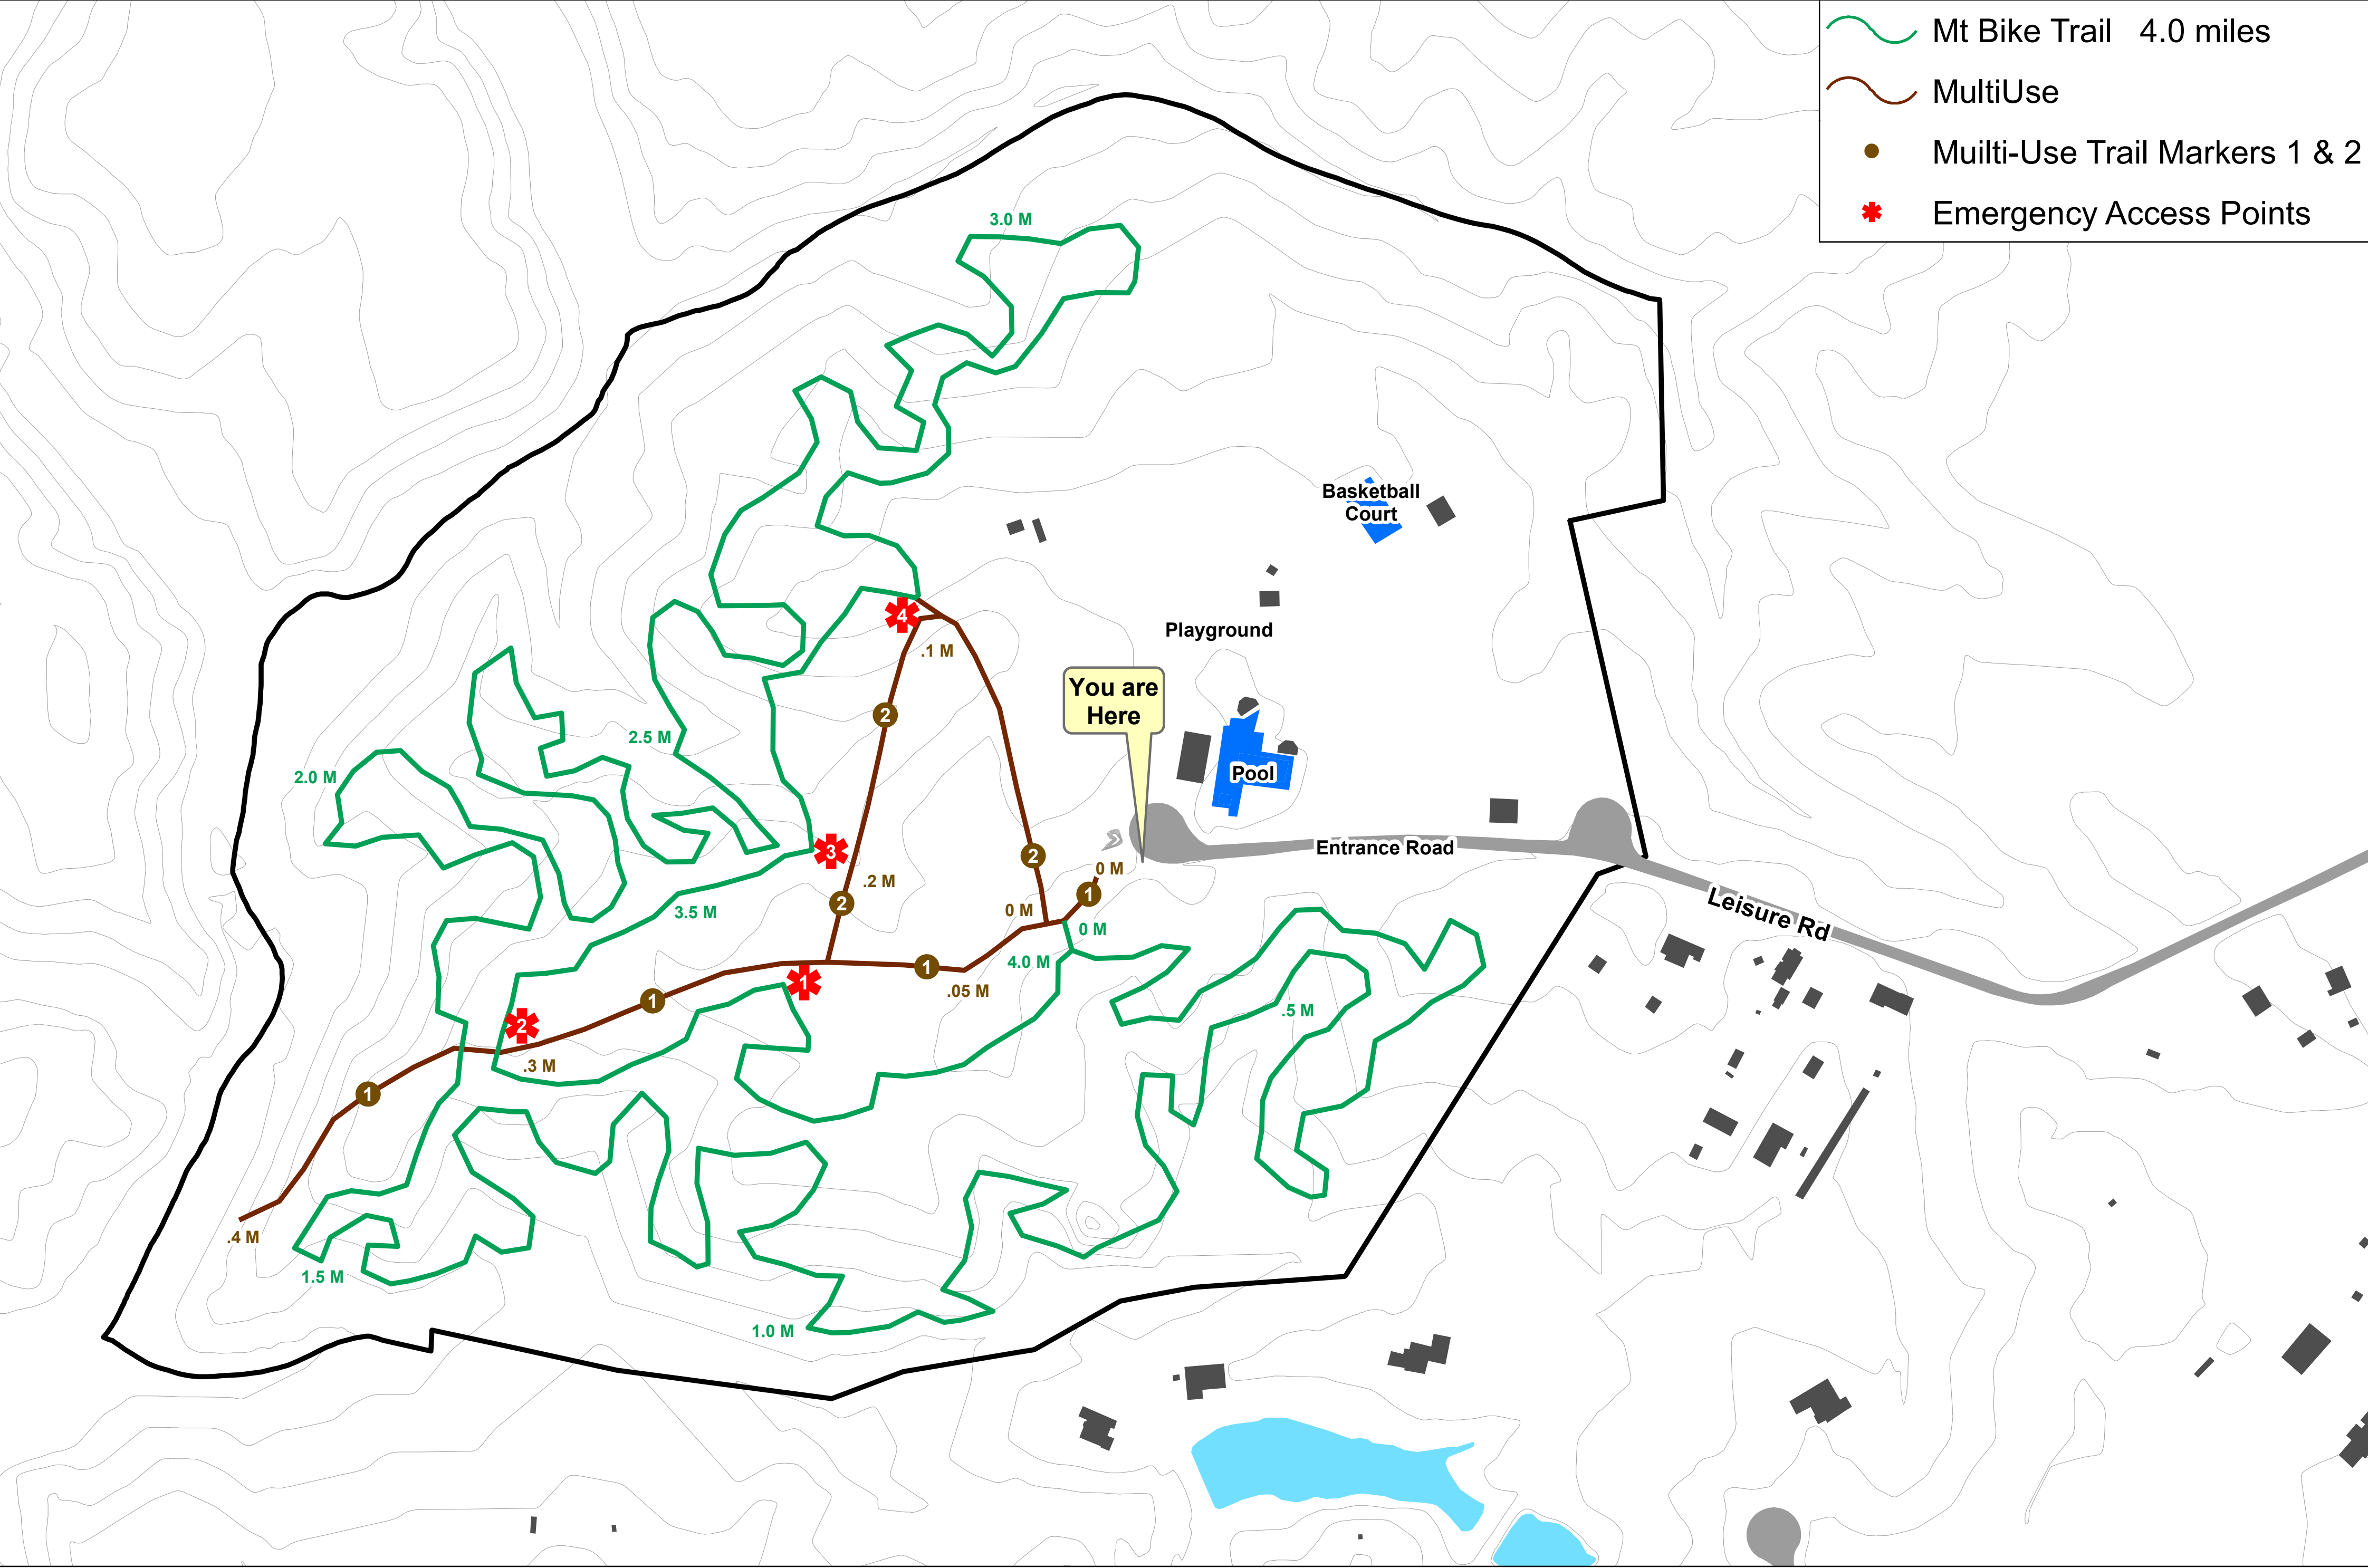 Mt Bike Trail 4.0 miles
MultiUse
Muilti-Use Trail Markers 1 & 2
Emergency Access Points
3.0 M
Basketball
Court
4
Playground
.1 M
You are
Here
2
2.5 M
2.0 M
Pool
3
2
Entrance Road
0 M
.2 M
1
2
3.5 M
0 M
0 M
Leisure Rd
4.0 M
1
1
.05 M
1
.5 M
2
.3 M
1
.4 M
1.5 M
1.0 M